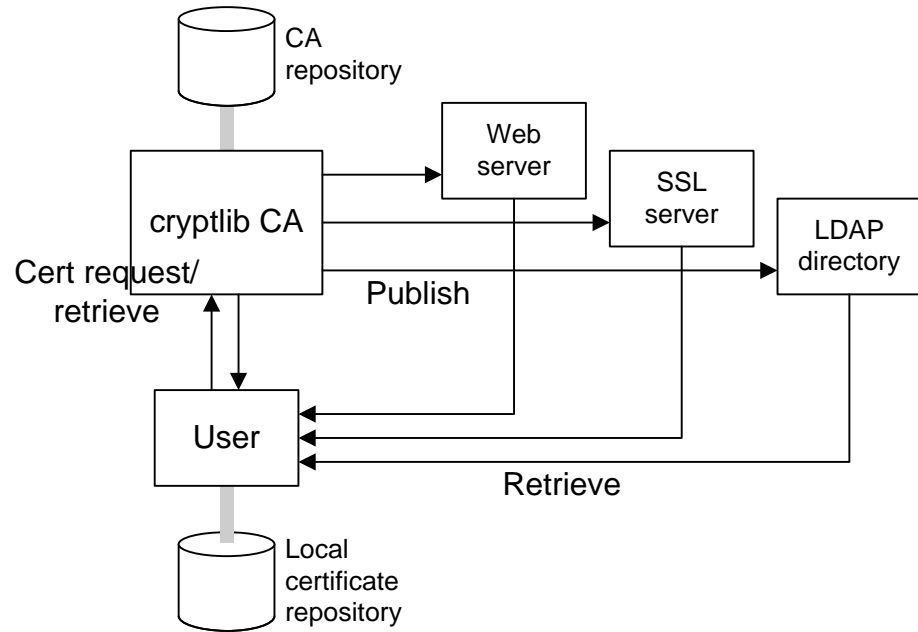 CA
repository
Web
server
SSL
server
cryptlib CA
LDAP
directory
Cert request/
retrieve
Publish
User
Retrieve
Local
certificate
repository